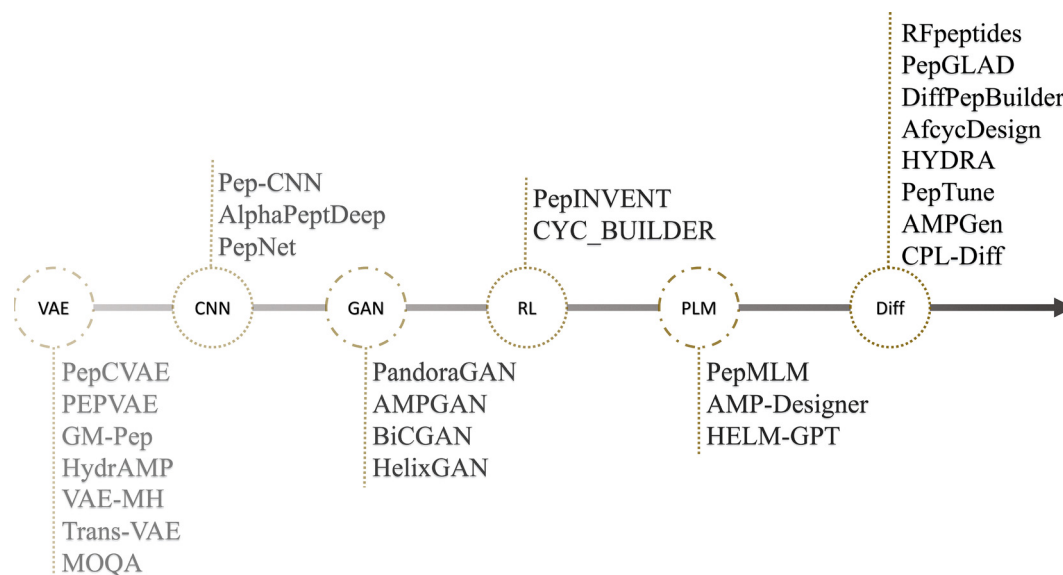 RFpeptides
PepGLAD
DiffPepBuilder
AfcycDesign
HYDRA
PepTune
AMPGen
CPL-Diff
Pep-CNN
AlphaPeptDeep
PepNet
PepINVENT
CYC_BUILDER
VAE
CNN
GAN
RL
PLM
Diff
PepCVAE
PEPVAE
GM-Pep
HydrAMP
VAE-MH
Trans-VAE
MOQA
PandoraGAN
AMPGAN
BiCGAN
HelixGAN
PepMLM
AMP-Designer
HELM-GPT